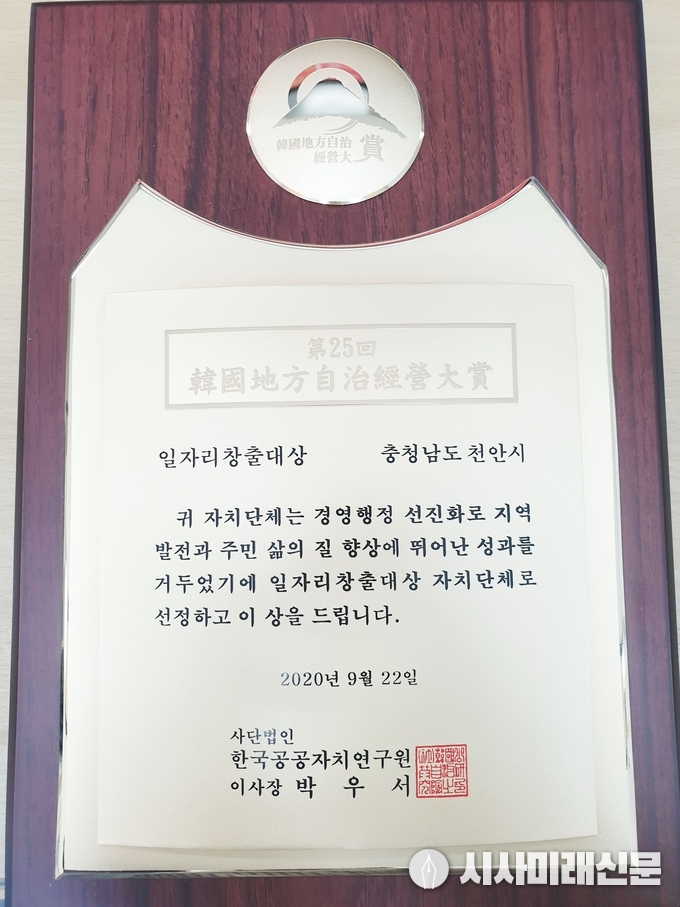 韓國地方自治
經營大賞
第25回
韓國地方自治經營大賞
일자리창출대상 충청남도 천안시
귀 자치단체는 경영행정 선진화로 지역
발전과 주민 삶의 질 향상에 뛰어난 성과를
거두었기에 일자리창출대상 자치단체로
선정하고 이 상을 드립니다.
2020년 9월 22일
사단법인
한국공공자치연구원
이사장 박 우 서
시사미래신문